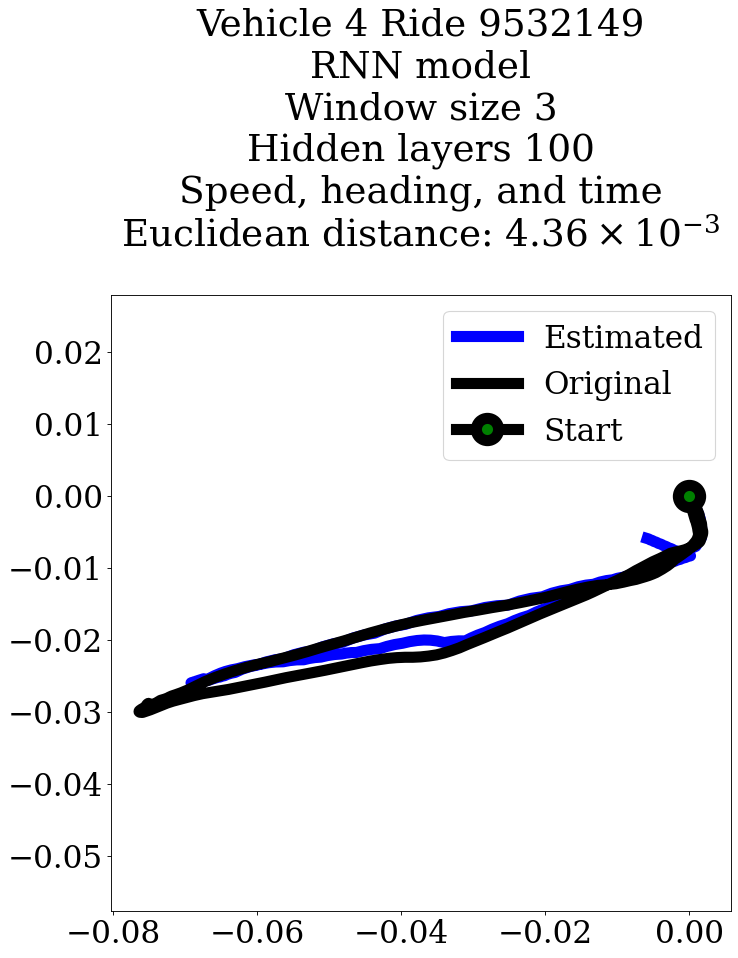 Vehicle 4 Ride 9532149
RNN model
Window size 3
Hidden layers 100
Speed, heading, and time
Euclidean distance: 4.36 × 10⁻³
Estimated
Original
Start
0.02
0.01
0.00
−0.01
−0.02
−0.03
−0.04
−0.05
−0.08 −0.06 −0.04 −0.02 0.00